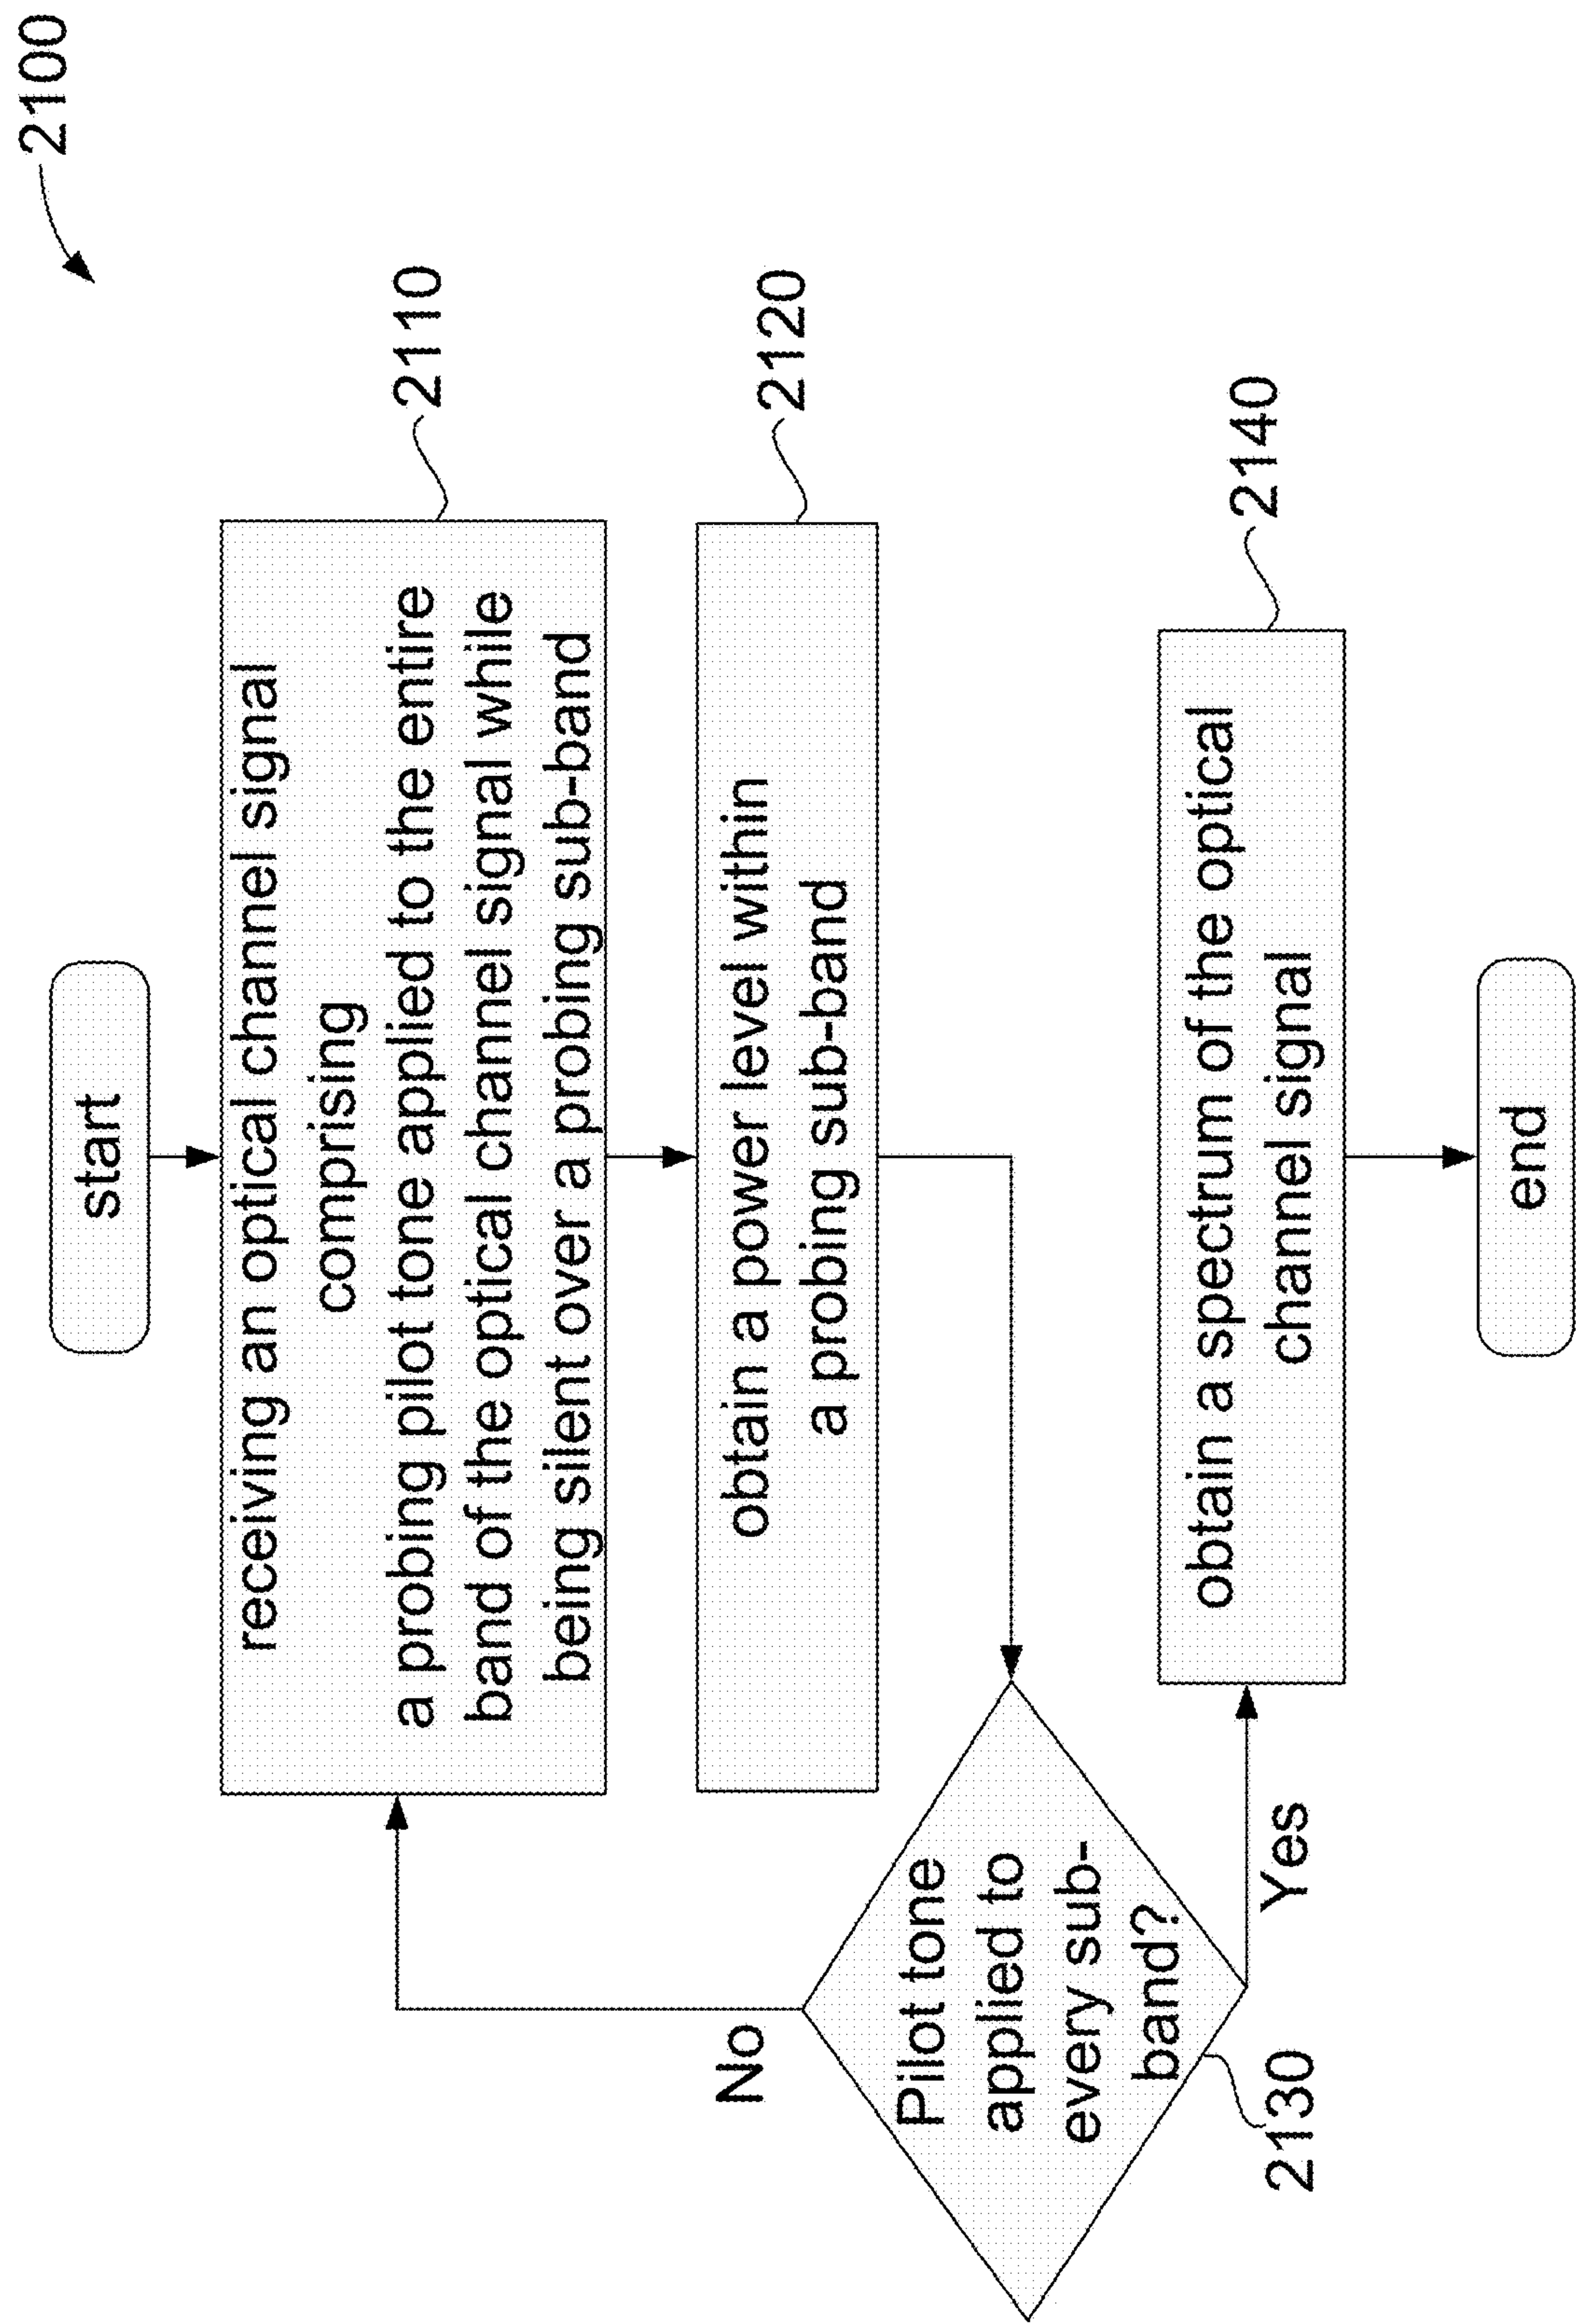 2100
start
receiving an optical channel signal
comprising
a probing pilot tone applied to the entire
band of the optical channel signal while
being silent over a probing sub-band
2110
obtain a power level within
a probing sub-band
2120
Pilot tone
applied to
every sub-
band?
2130
No
Yes
obtain a spectrum of the optical
channel signal
2140
end